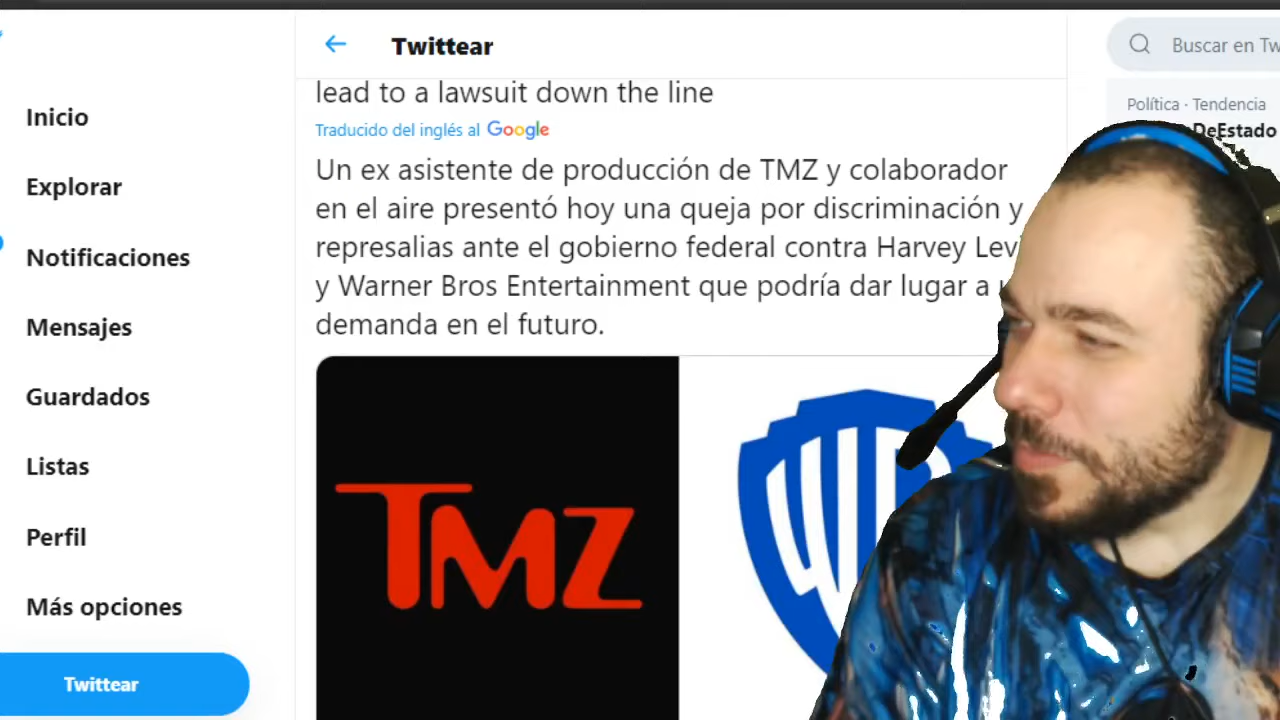 Twittear
Buscar en Tw
lead to a lawsuit down the line
Inicio
Política · Tendencia
Traducido del inglés al Google
DeEstado
Un ex asistente de producción de TMZ y colaborador
Explorar
en el aire presentó hoy una queja por discriminación y
Notificaciones
represalias ante el gobierno federal contra Harvey Lev
y Warner Bros Entertainment que podría dar lugar a
Mensajes
demanda en el futuro.
Guardados
Listas
TMZ
WB
Perfil
Más opciones
Twittear